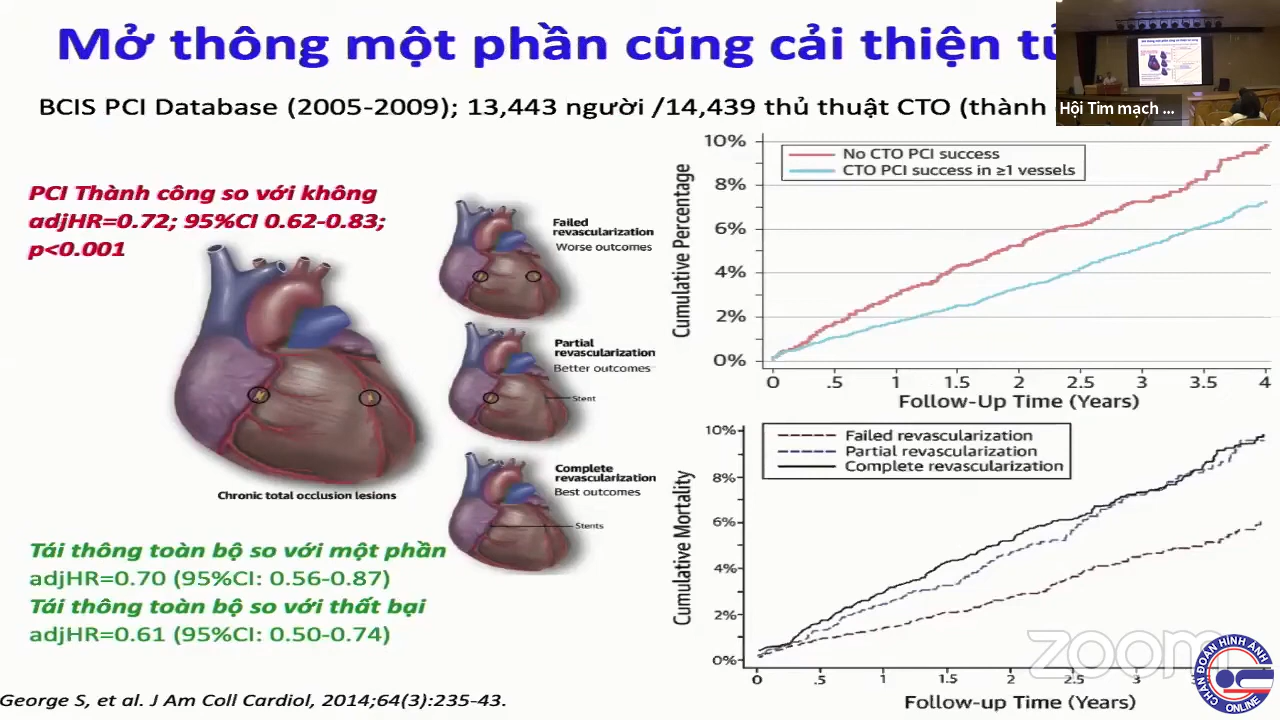 Mở thông một phần cũng cải thiện
BCIS PCI Database (2005-2009); 13,443 người /14,439 thủ thuật CTO (thành
Hội Tim mạch ...
PCI Thành công so với không
adjHR=0.72; 95%CI 0.62-0.83;
p<0.001
Failed
revascularization
Worse outcomes
Partial
revascularization
Better outcomes
Stent
Complete
revascularization
Best outcomes
Stents
Chronic total occlusion lesions
Tái thông toàn bộ so với một phần
adjHR=0.70 (95%CI: 0.56-0.87)
Tái thông toàn bộ so với thất bại
adjHR=0.61 (95%CI: 0.50-0.74)
George S, et al. J Am Coll Cardiol, 2014;64(3):235-43.
No CTO PCI success
CTO PCI success in ≥1 vessels
Cumulative Percentage
10%
8%
6%
4%
2%
0%
0 .5 1 1.5 2 2.5 3 3.5 4
Follow-Up Time (Years)
Failed revascularization
Partial revascularization
Complete revascularization
Cumulative Mortality
10%
8%
6%
4%
2%
0%
0 .5 1 1.5 2 2.5 3
Follow-up Time (Years)
zoom
CHẨN ĐOÁN HÌNH ẢNH
ONLINE